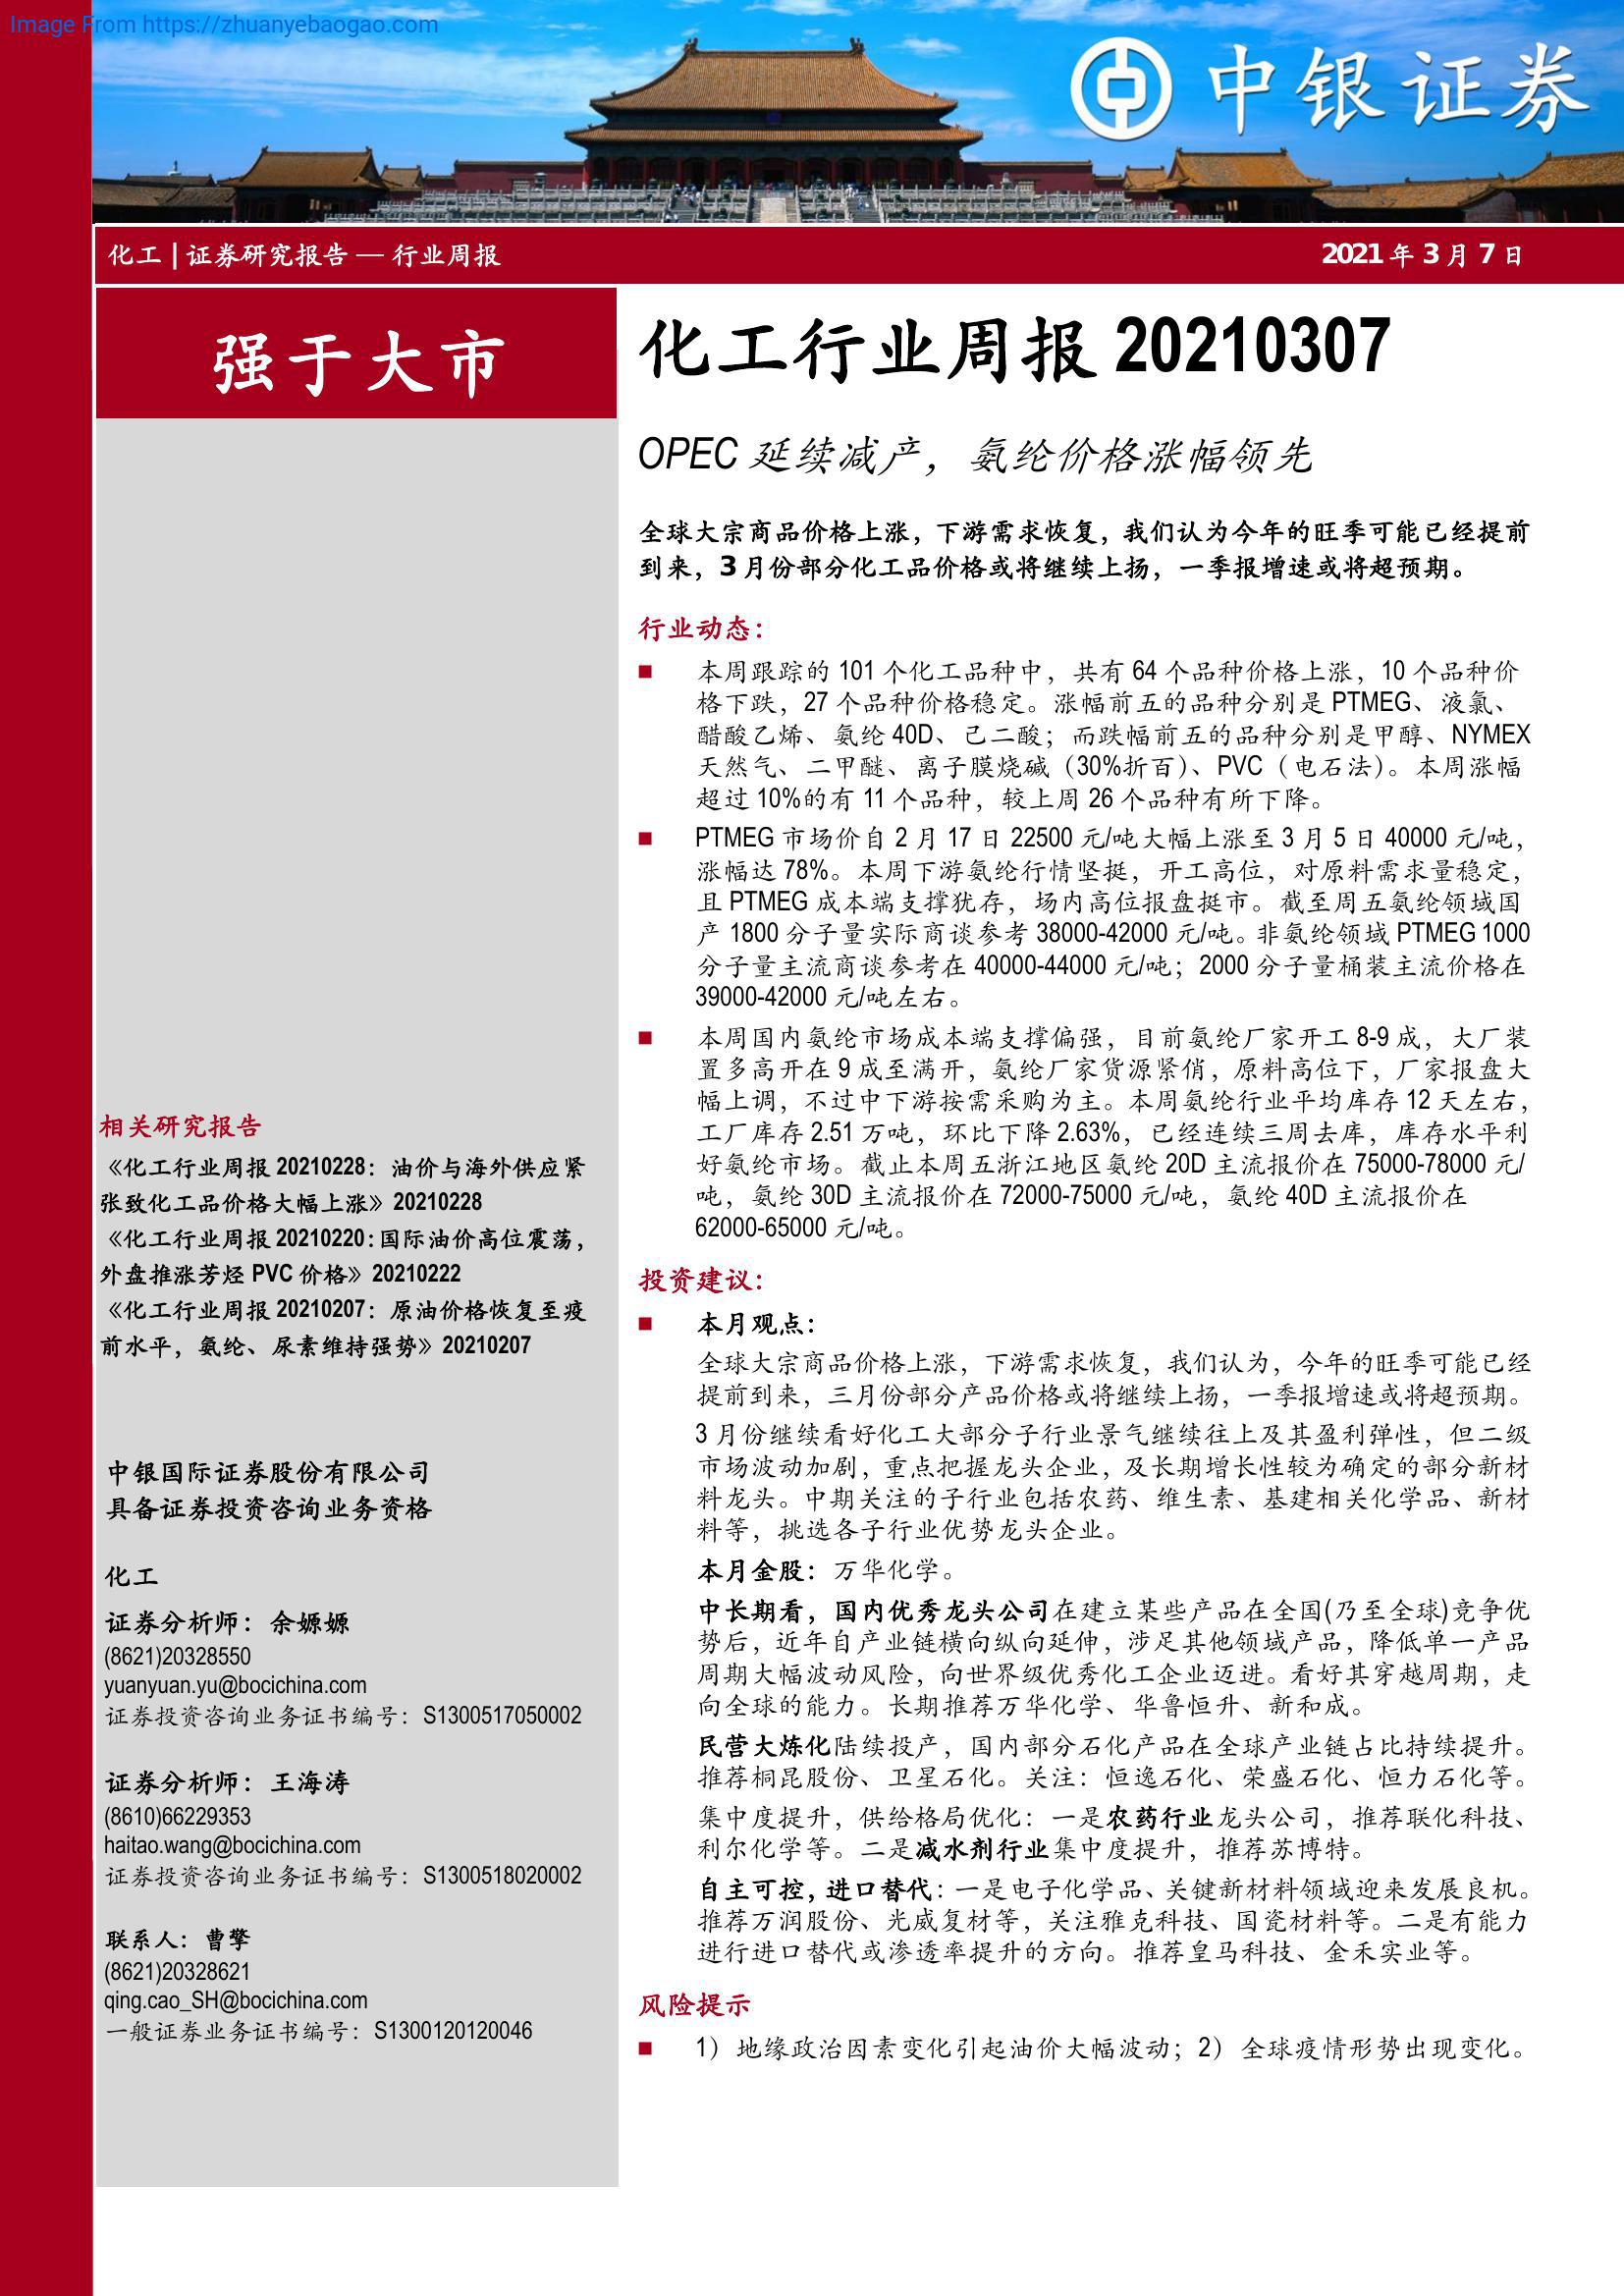 Image From https://zhuanyebaogao.com
中银证券
化工 | 证券研究报告 — 行业周报
2021 年 3 月 7 日
强于大市
相关研究报告
《化工行业周报 20210228：油价与海外供应紧
张致化工品价格大幅上涨》20210228
《化工行业周报 20210220：国际油价高位震荡，
外盘推涨芳烃 PVC 价格》20210222
《化工行业周报 20210207：原油价格恢复至疫
前水平，氨纶、尿素维持强势》20210207
中银国际证券股份有限公司
具备证券投资咨询业务资格
化工
证券分析师：余嫄嫄
(8621)20328550
yuanyuan.yu@bocichina.com
证券投资咨询业务证书编号：S1300517050002
证券分析师：王海涛
(8610)66229353
haitao.wang@bocichina.com
证券投资咨询业务证书编号：S1300518020002
联系人：曹擎
(8621)20328621
qing.cao_SH@bocichina.com
一般证券业务证书编号：S1300120120046
化工行业周报 20210307
OPEC 延续减产，氨纶价格涨幅领先
全球大宗商品价格上涨，下游需求恢复，我们认为今年的旺季可能已经提前
到来，3 月份部分化工品价格或将继续上扬，一季报增速或将超预期。
行业动态：
■ 本周跟踪的 101 个化工品种中，共有 64 个品种价格上涨，10 个品种价
格下跌，27 个品种价格稳定。涨幅前五的品种分别是 PTMEG、液氯、
醋酸乙烯、氨纶 40D、己二酸；而跌幅前五的品种分别是甲醇、NYMEX
天然气、二甲醚、离子膜烧碱（30%折百）、PVC（电石法）。本周涨幅
超过 10%的有 11 个品种，较上周 26 个品种有所下降。
■ PTMEG 市场价自 2 月 17 日 22500 元/吨大幅上涨至 3 月 5 日 40000 元/吨，
涨幅达 78%。本周下游氨纶行情坚挺，开工高位，对原料需求量稳定，
且 PTMEG 成本端支撑犹存，场内高位报盘挺市。截至周五氨纶领域国
产 1800 分子量实际商谈参考 38000-42000 元/吨。非氨纶领域 PTMEG 1000
分子量主流商谈参考在 40000-44000 元/吨；2000 分子量桶装主流价格在
39000-42000 元/吨左右。
■ 本周国内氨纶市场成本端支撑偏强，目前氨纶厂家开工 8-9 成，大厂装
置多高开在 9 成至满开，氨纶厂家货源紧俏，原料高位下，厂家报盘大
幅上调，不过中下游按需采购为主。本周氨纶行业平均库存 12 天左右，
工厂库存 2.51 万吨，环比下降 2.63%，已经连续三周去库，库存水平利
好氨纶市场。截止本周五浙江地区氨纶 20D 主流报价在 75000-78000 元/
吨，氨纶 30D 主流报价在 72000-75000 元/吨，氨纶 40D 主流报价在
62000-65000 元/吨。
投资建议：
■ 本月观点：
全球大宗商品价格上涨，下游需求恢复，我们认为，今年的旺季可能已经
提前到来，三月份部分产品价格或将继续上扬，一季报增速或将超预期。
3 月份继续看好化工大部分子行业景气继续往上及其盈利弹性，但二级
市场波动加剧，重点把握龙头企业，及长期增长性较为确定的部分新材
料龙头。中期关注的子行业包括农药、维生素、基建相关化学品、新材
料等，挑选各子行业优势龙头企业。
本月金股：万华化学。
中长期看，国内优秀龙头公司在建立某些产品在全国(乃至全球)竞争优
势后，近年自产业链横向纵向延伸，涉足其他领域产品，降低单一产品
周期大幅波动风险，向世界级优秀化工企业迈进。看好其穿越周期，走
向全球的能力。长期推荐万华化学、华鲁恒升、新和成。
民营大炼化陆续投产，国内部分石化产品在全球产业链占比持续提升。
推荐桐昆股份、卫星石化。关注：恒逸石化、荣盛石化、恒力石化等。
集中度提升，供给格局优化：一是农药行业龙头公司，推荐联化科技、
利尔化学等。二是减水剂行业集中度提升，推荐苏博特。
自主可控，进口替代：一是电子化学品、关键新材料领域迎来发展良机。
推荐万润股份、光威复材等，关注雅克科技、国瓷材料等。二是有能力
进行进口替代或渗透率提升的方向。推荐皇马科技、金禾实业等。
风险提示
■ 1）地缘政治因素变化引起油价大幅波动；2）全球疫情形势出现变化。